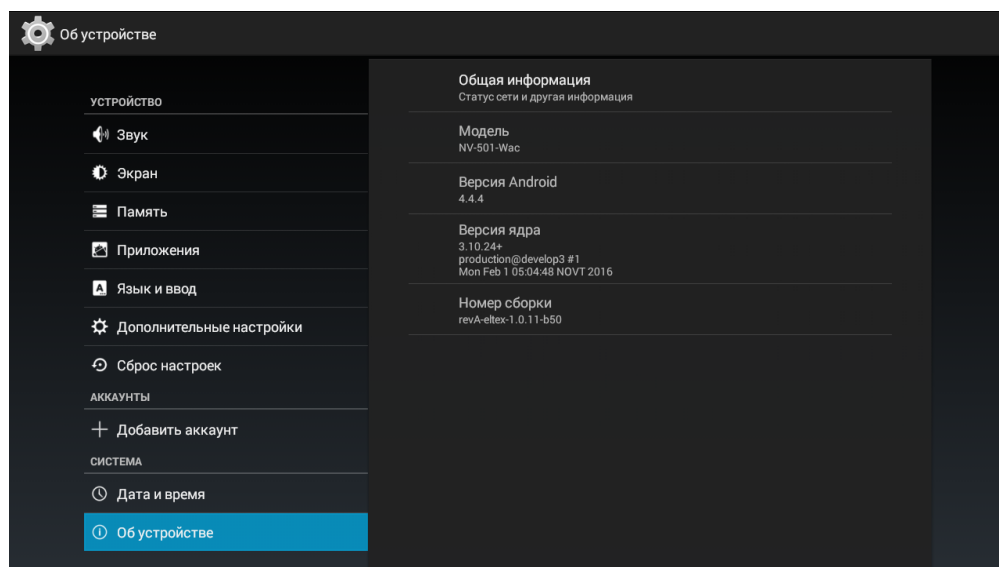 Об устройстве
УСТРОЙСТВО
Звук
Экран
Память
Приложения
Язык и ввод
Дополнительные настройки
Сброс настроек
АККАУНТЫ
Добавить аккаунт
СИСТЕМА
Дата и время
Об устройстве
Общая информация
Статус сети и другая информация
Модель
NV-501-Wac
Версия Android
4.4.4
Версия ядра
3.10.24+
production@develop3 #1
Mon Feb 1 05:04:48 NOVT 2016
Номер сборки
revA-eltex-1.0.11-b50